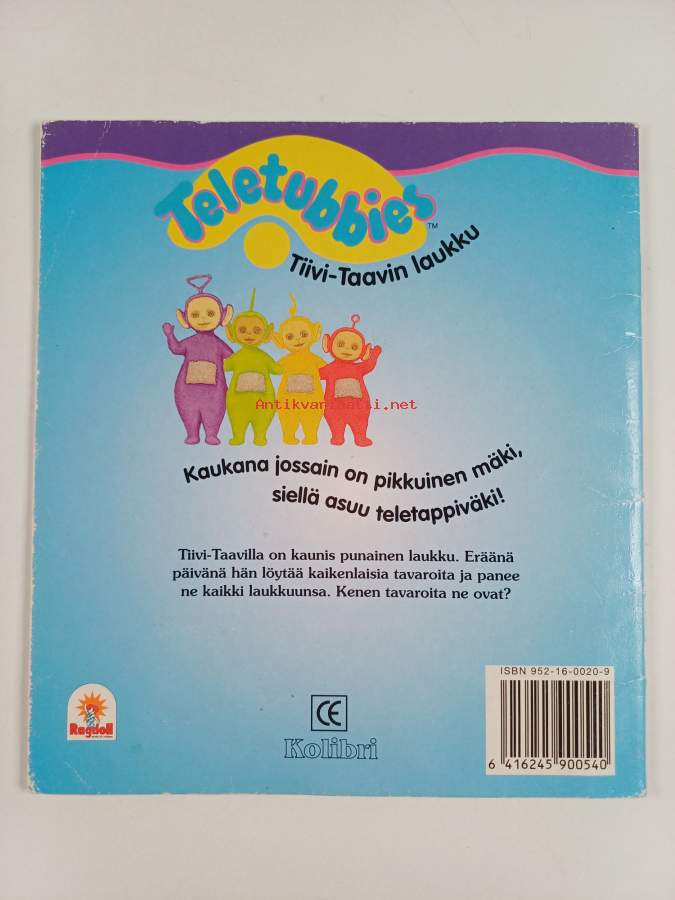 Teletubbies
TM
Tiivi-Taavin laukku
Antikvariaatti.net
Kaukana jossain on pikkuinen mäki,
siellä asuu teletappiväki!
Tiivi-Taavilla on kaunis punainen laukku. Eräänä
päivänä hän löytää kaikenlaisia tavaroita ja panee
ne kaikki laukkuunsa. Kenen tavaroita ne ovat?
ISBN 952-16-0020-9
Ragdoll
CE
Kolibri
6 416245 900540